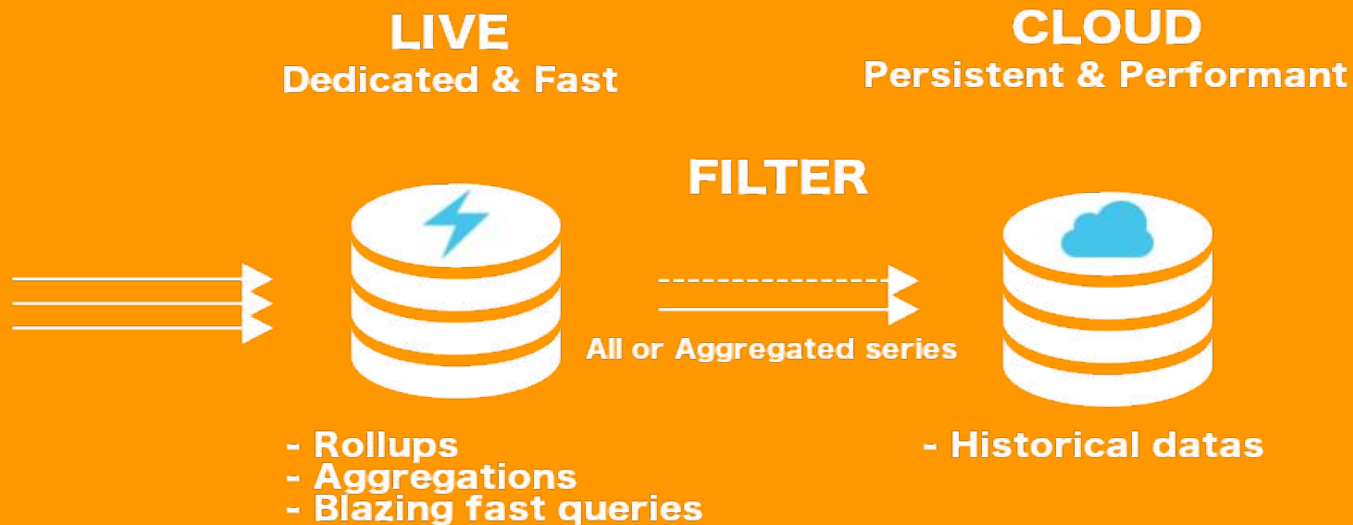 LIVE
Dedicated & Fast
CLOUD
Persistent & Performant
FILTER
All or Aggregated series
- Rollups
- Aggregations
- Blazing fast queries
- Historical datas